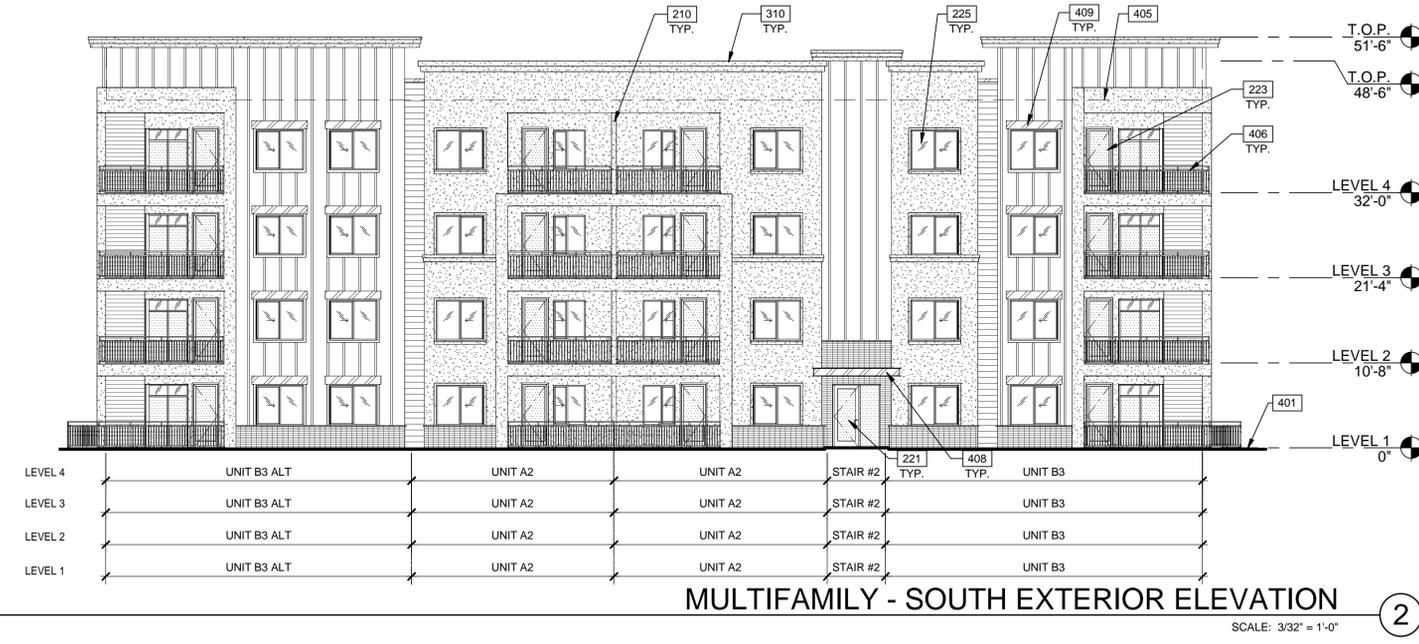 210
TYP.
310
TYP.
225
TYP.
409
TYP.
405
T.O.P.
51'-6"
T.O.P.
48'-6"
223
TYP.
406
TYP.
LEVEL 4
32'-0"
LEVEL 3
21'-4"
LEVEL 2
10'-8"
401
LEVEL 1
0"
221
TYP.
408
TYP.
LEVEL 4 UNIT B3 ALT UNIT A2 UNIT A2 STAIR #2 UNIT B3
LEVEL 3 UNIT B3 ALT UNIT A2 UNIT A2 STAIR #2 UNIT B3
LEVEL 2 UNIT B3 ALT UNIT A2 UNIT A2 STAIR #2 UNIT B3
LEVEL 1 UNIT B3 ALT UNIT A2 UNIT A2 STAIR #2 UNIT B3
MULTIFAMILY - SOUTH EXTERIOR ELEVATION
2
SCALE: 3/32" = 1'-0"